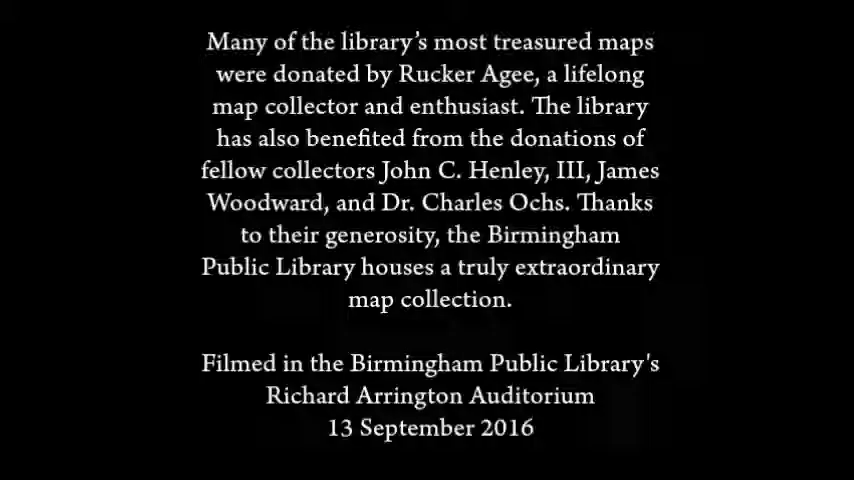 Many of the library’s most treasured maps
were donated by Rucker Agee, a lifelong
map collector and enthusiast. The library
has also benefited from the donations of
fellow collectors John C. Henley, III, James
Woodward, and Dr. Charles Ochs. Thanks
to their generosity, the Birmingham
Public Library houses a truly extraordinary
map collection.
Filmed in the Birmingham Public Library's
Richard Arrington Auditorium
13 September 2016